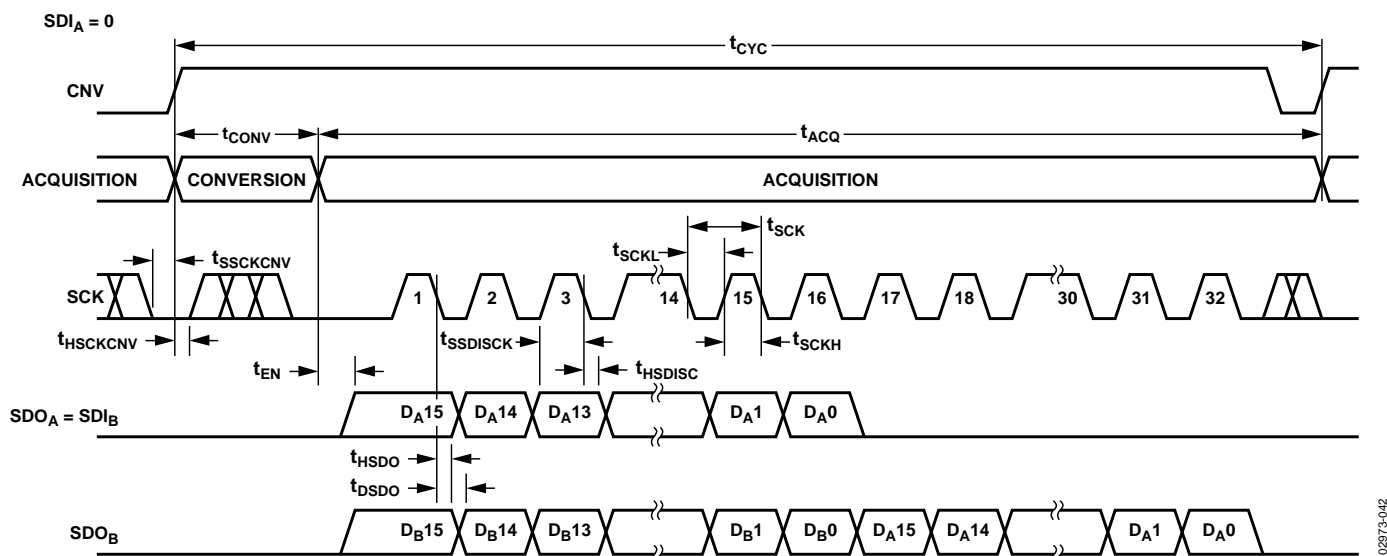 SDIA = 0
tCYC
CNV
tCONV
tACQ
ACQUISITION CONVERSION ACQUISITION
tSCK
tSCKL
tSSCKCNV
SCK 1 2 3 14 15 16 17 18 30 31 32
tHSCKCNV
tSSDISCK
tSCKH
tEN
tHSDISC
SDOA = SDIB DA15 DA14 DA13 DA1 DA0
tHSDO
tDSDO
SDOB DB15 DB14 DB13 DB1 DB0 DA15 DA14 DA1 DA0
02973-042